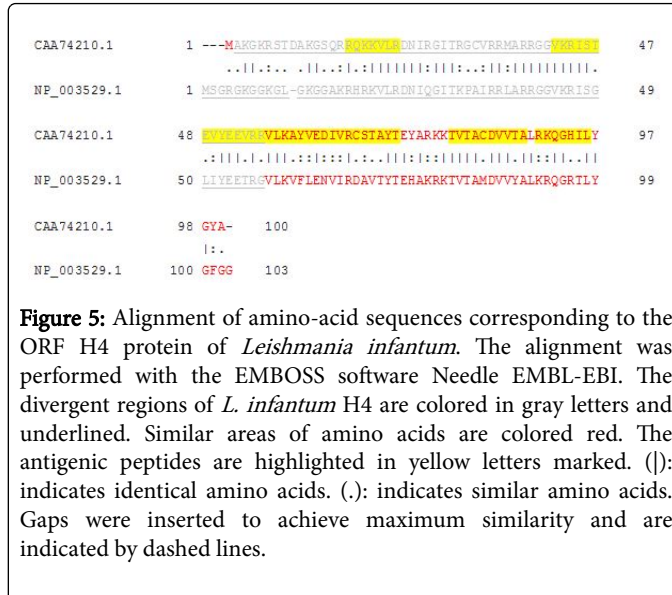 CAA74210.1 1 ---MAKGKRSTDAKGSQRRQKKVLRDNIRGITRGCVRRMARRGGVKRIST 47
..||.:.. .||..:|.:||||||:|||:..:||:||||||||||.
NP_003529.1 1 MSGRGKGGKGL-GKGGAKRHRKVLRDNIQGITKPAIRRLARRGGVKRISG 49
CAA74210.1 48 EVYEEVRRVLKAYVEDIVRCSTAYTEYARKKTVTACDVVTALRKQGHILY 97
.:|||.|.|||.::|::|:|.:.||||:|::|||||.|||.||::||..||
NP_003529.1 50 LIYEETRGVLKVFLENVIRDAVTYTEHAKRKTVTAMDVVYALKRQGRTLY 99
CAA74210.1 98 GYA- 100
|:.
NP_003529.1 100 GFGG 103
Figure 5: Alignment of amino-acid sequences corresponding to the
ORF H4 protein of Leishmania infantum. The alignment was
performed with the EMBOSS software Needle EMBL-EBI. The
divergent regions of L. infantum H4 are colored in gray letters and
underlined. Similar areas of amino acids are colored red. The
antigenic peptides are highlighted in yellow letters marked. (|):
indicates identical amino acids. (.): indicates similar amino acids.
Gaps were inserted to achieve maximum similarity and are
indicated by dashed lines.